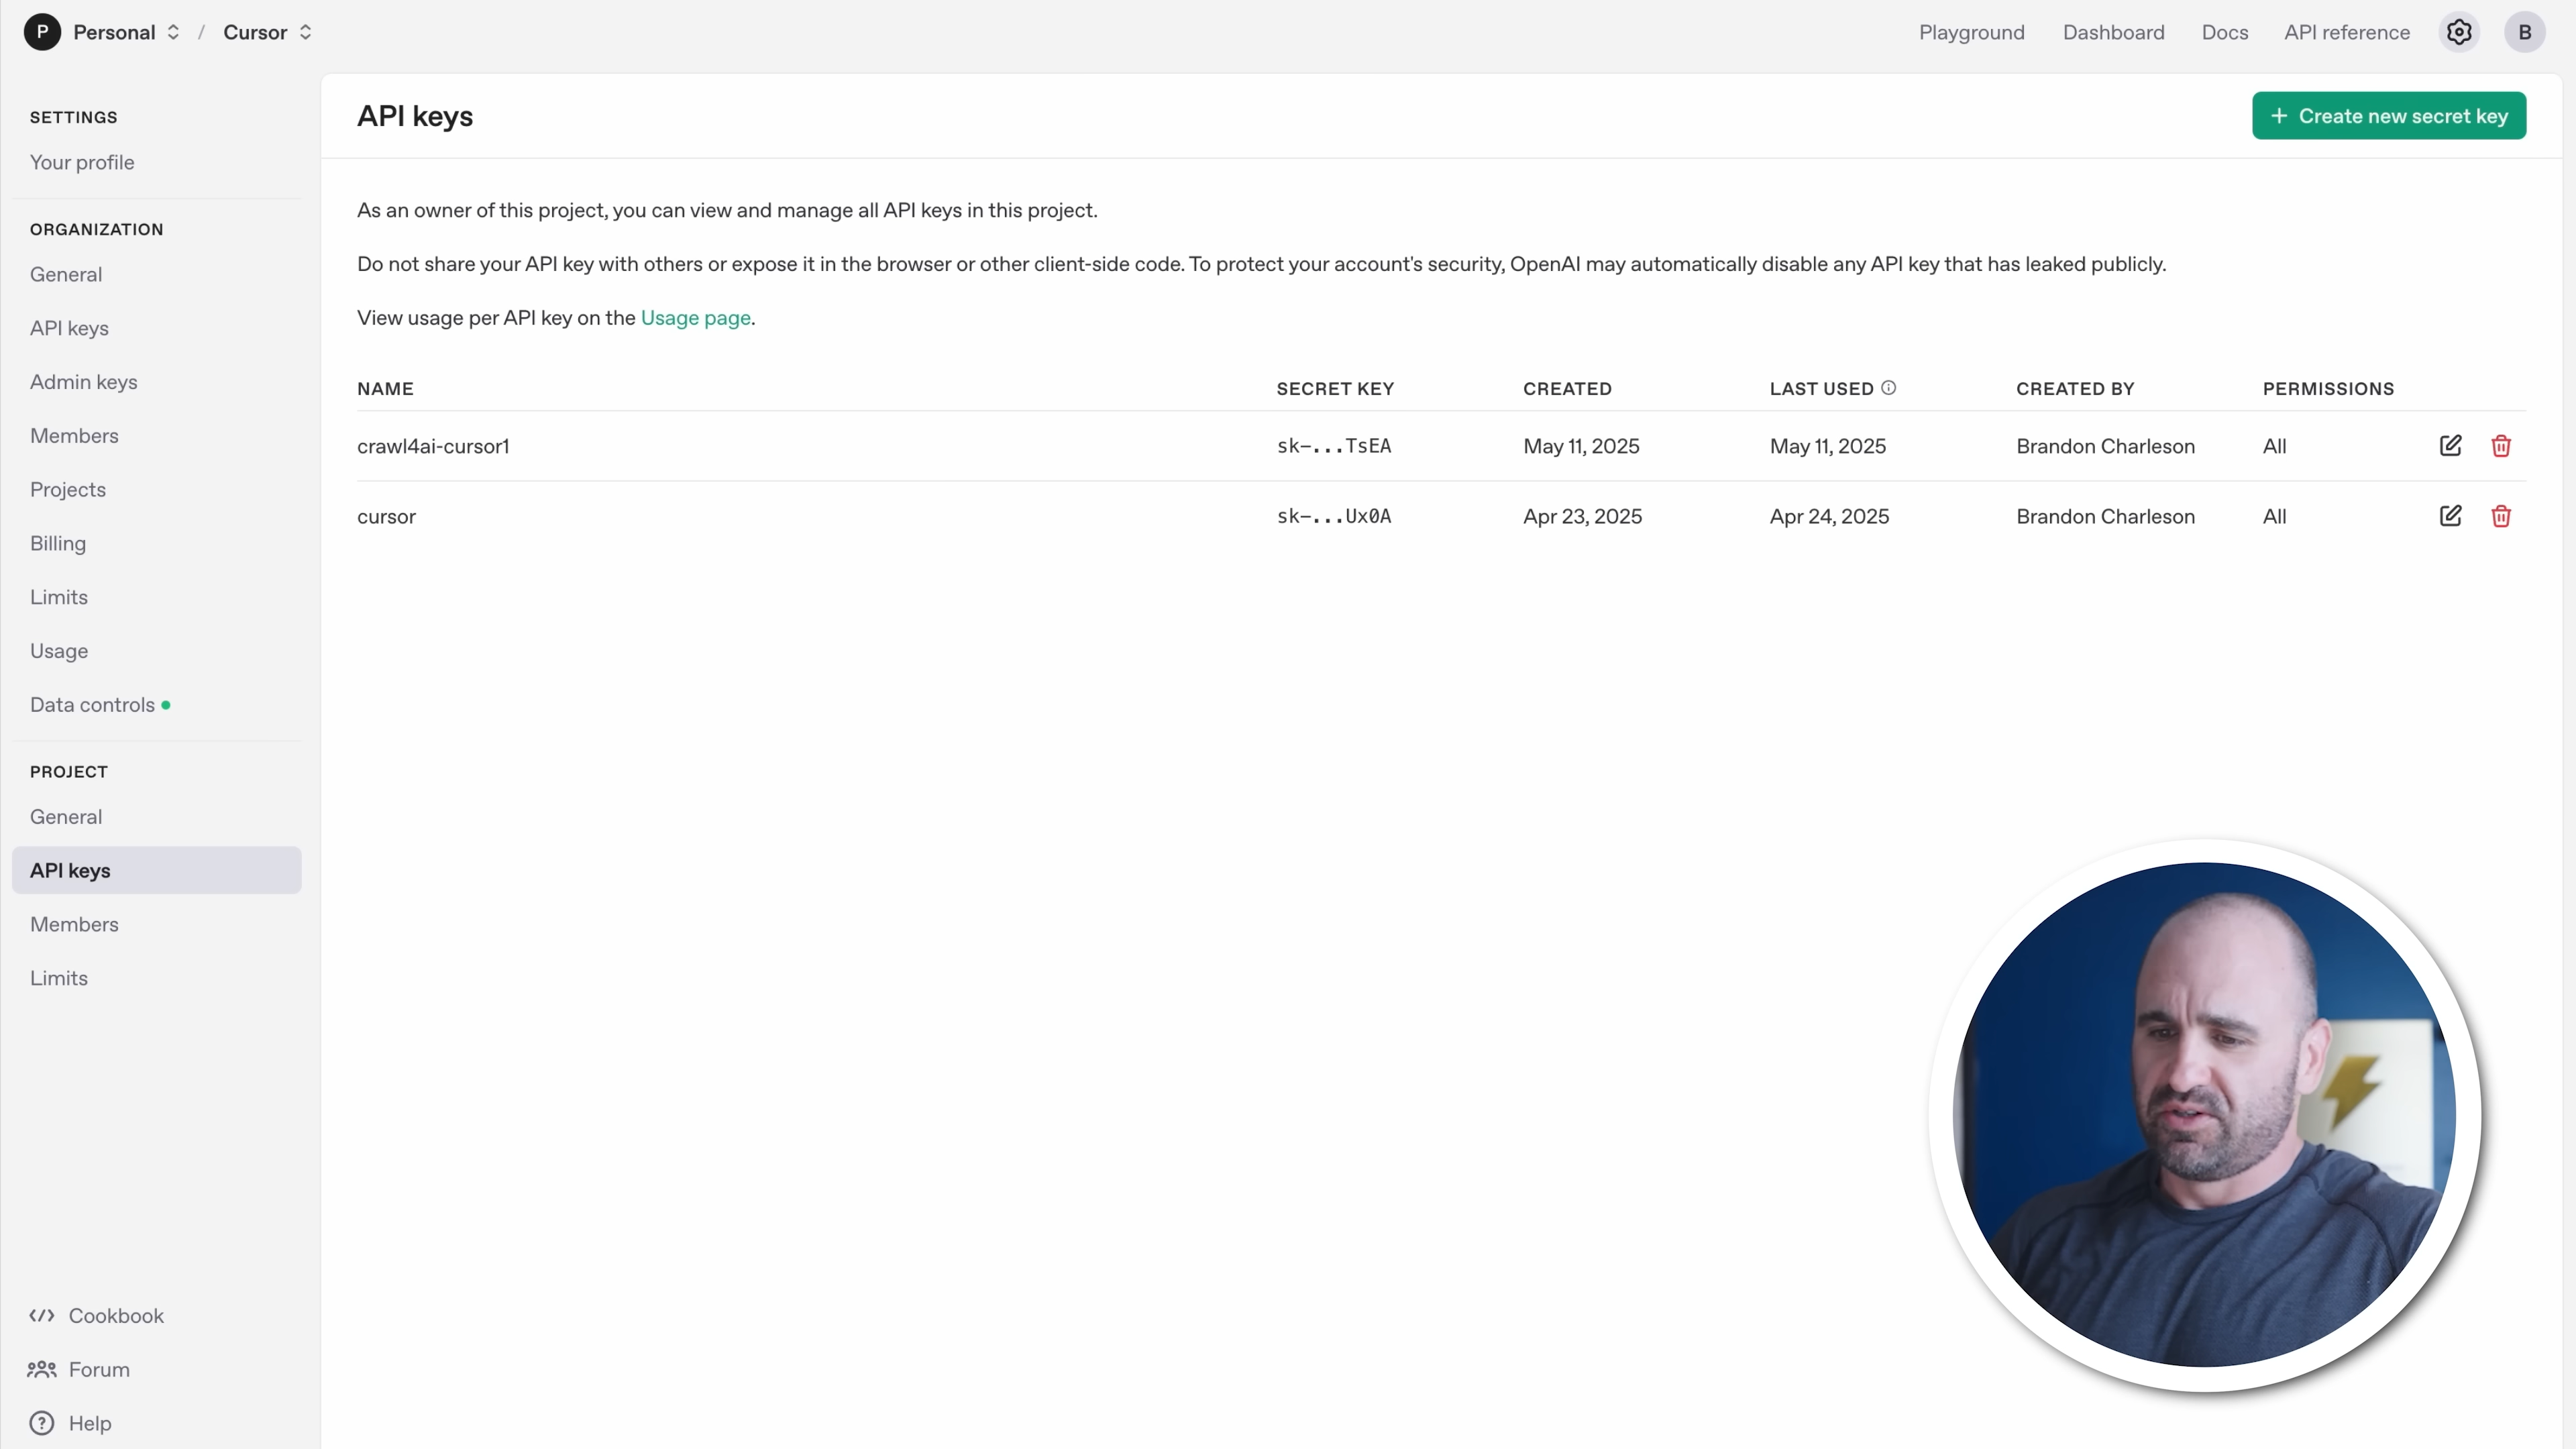 P Personal / Cursor
Playground Dashboard Docs API reference B
SETTINGS
Your profile
ORGANIZATION
General
API keys
Admin keys
Members
Projects
Billing
Limits
Usage
Data controls
PROJECT
General
API keys
Members
Limits
Cookbook
Forum
Help
API keys
+ Create new secret key
As an owner of this project, you can view and manage all API keys in this project.
Do not share your API key with others or expose it in the browser or other client-side code. To protect your account's security, OpenAI may automatically disable any API key that has leaked publicly.
View usage per API key on the Usage page.
NAME SECRET KEY CREATED LAST USED CREATED BY PERMISSIONS
crawl4ai-cursor1 sk-...TsEA May 11, 2025 May 11, 2025 Brandon Charleson All
cursor sk-...Ux0A Apr 23, 2025 Apr 24, 2025 Brandon Charleson All